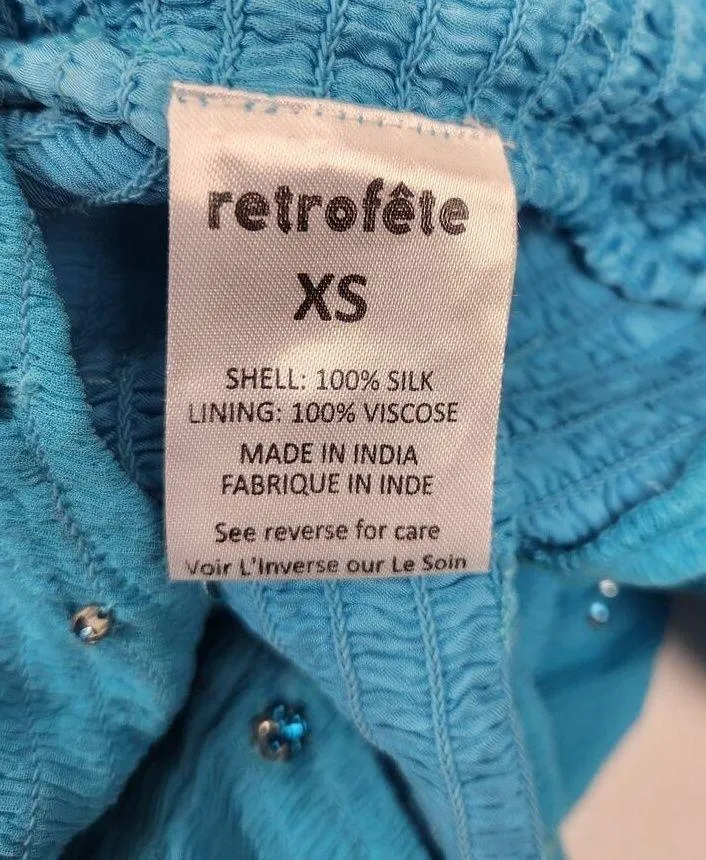 retrofête
XS
SHELL: 100% SILK
LINING: 100% VISCOSE
MADE IN INDIA
FABRIQUE IN INDE
See reverse for care
Voir L'Inverse our Le Soin